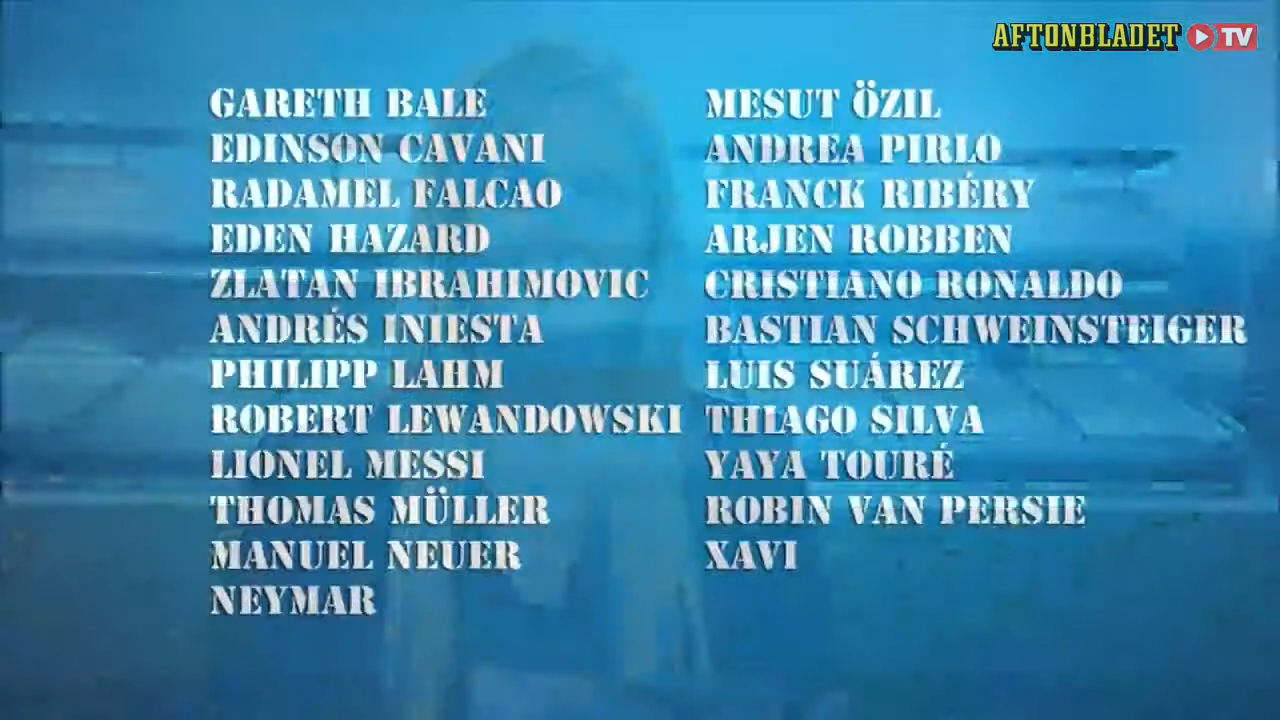 AFTONBLADET TV
GARETH BALE
EDINSON CAVANI
RADAMEL FALCAO
EDEN HAZARD
ZLATAN IBRAHIMOVIC
ANDRÉS INIESTA
PHILIPP LAHM
ROBERT LEWANDOWSKI
LIONEL MESSI
THOMAS MÜLLER
MANUEL NEUER
NEYMAR
MESUT ÖZIL
ANDREA PIRLO
FRANCK RIBÉRY
ARJEN ROBBEN
CRISTIANO RONALDO
BASTIAN SCHWEINSTEIGER
LUIS SUÁREZ
THIAGO SILVA
YAYA TOURÉ
ROBIN VAN PERSIE
XAVI